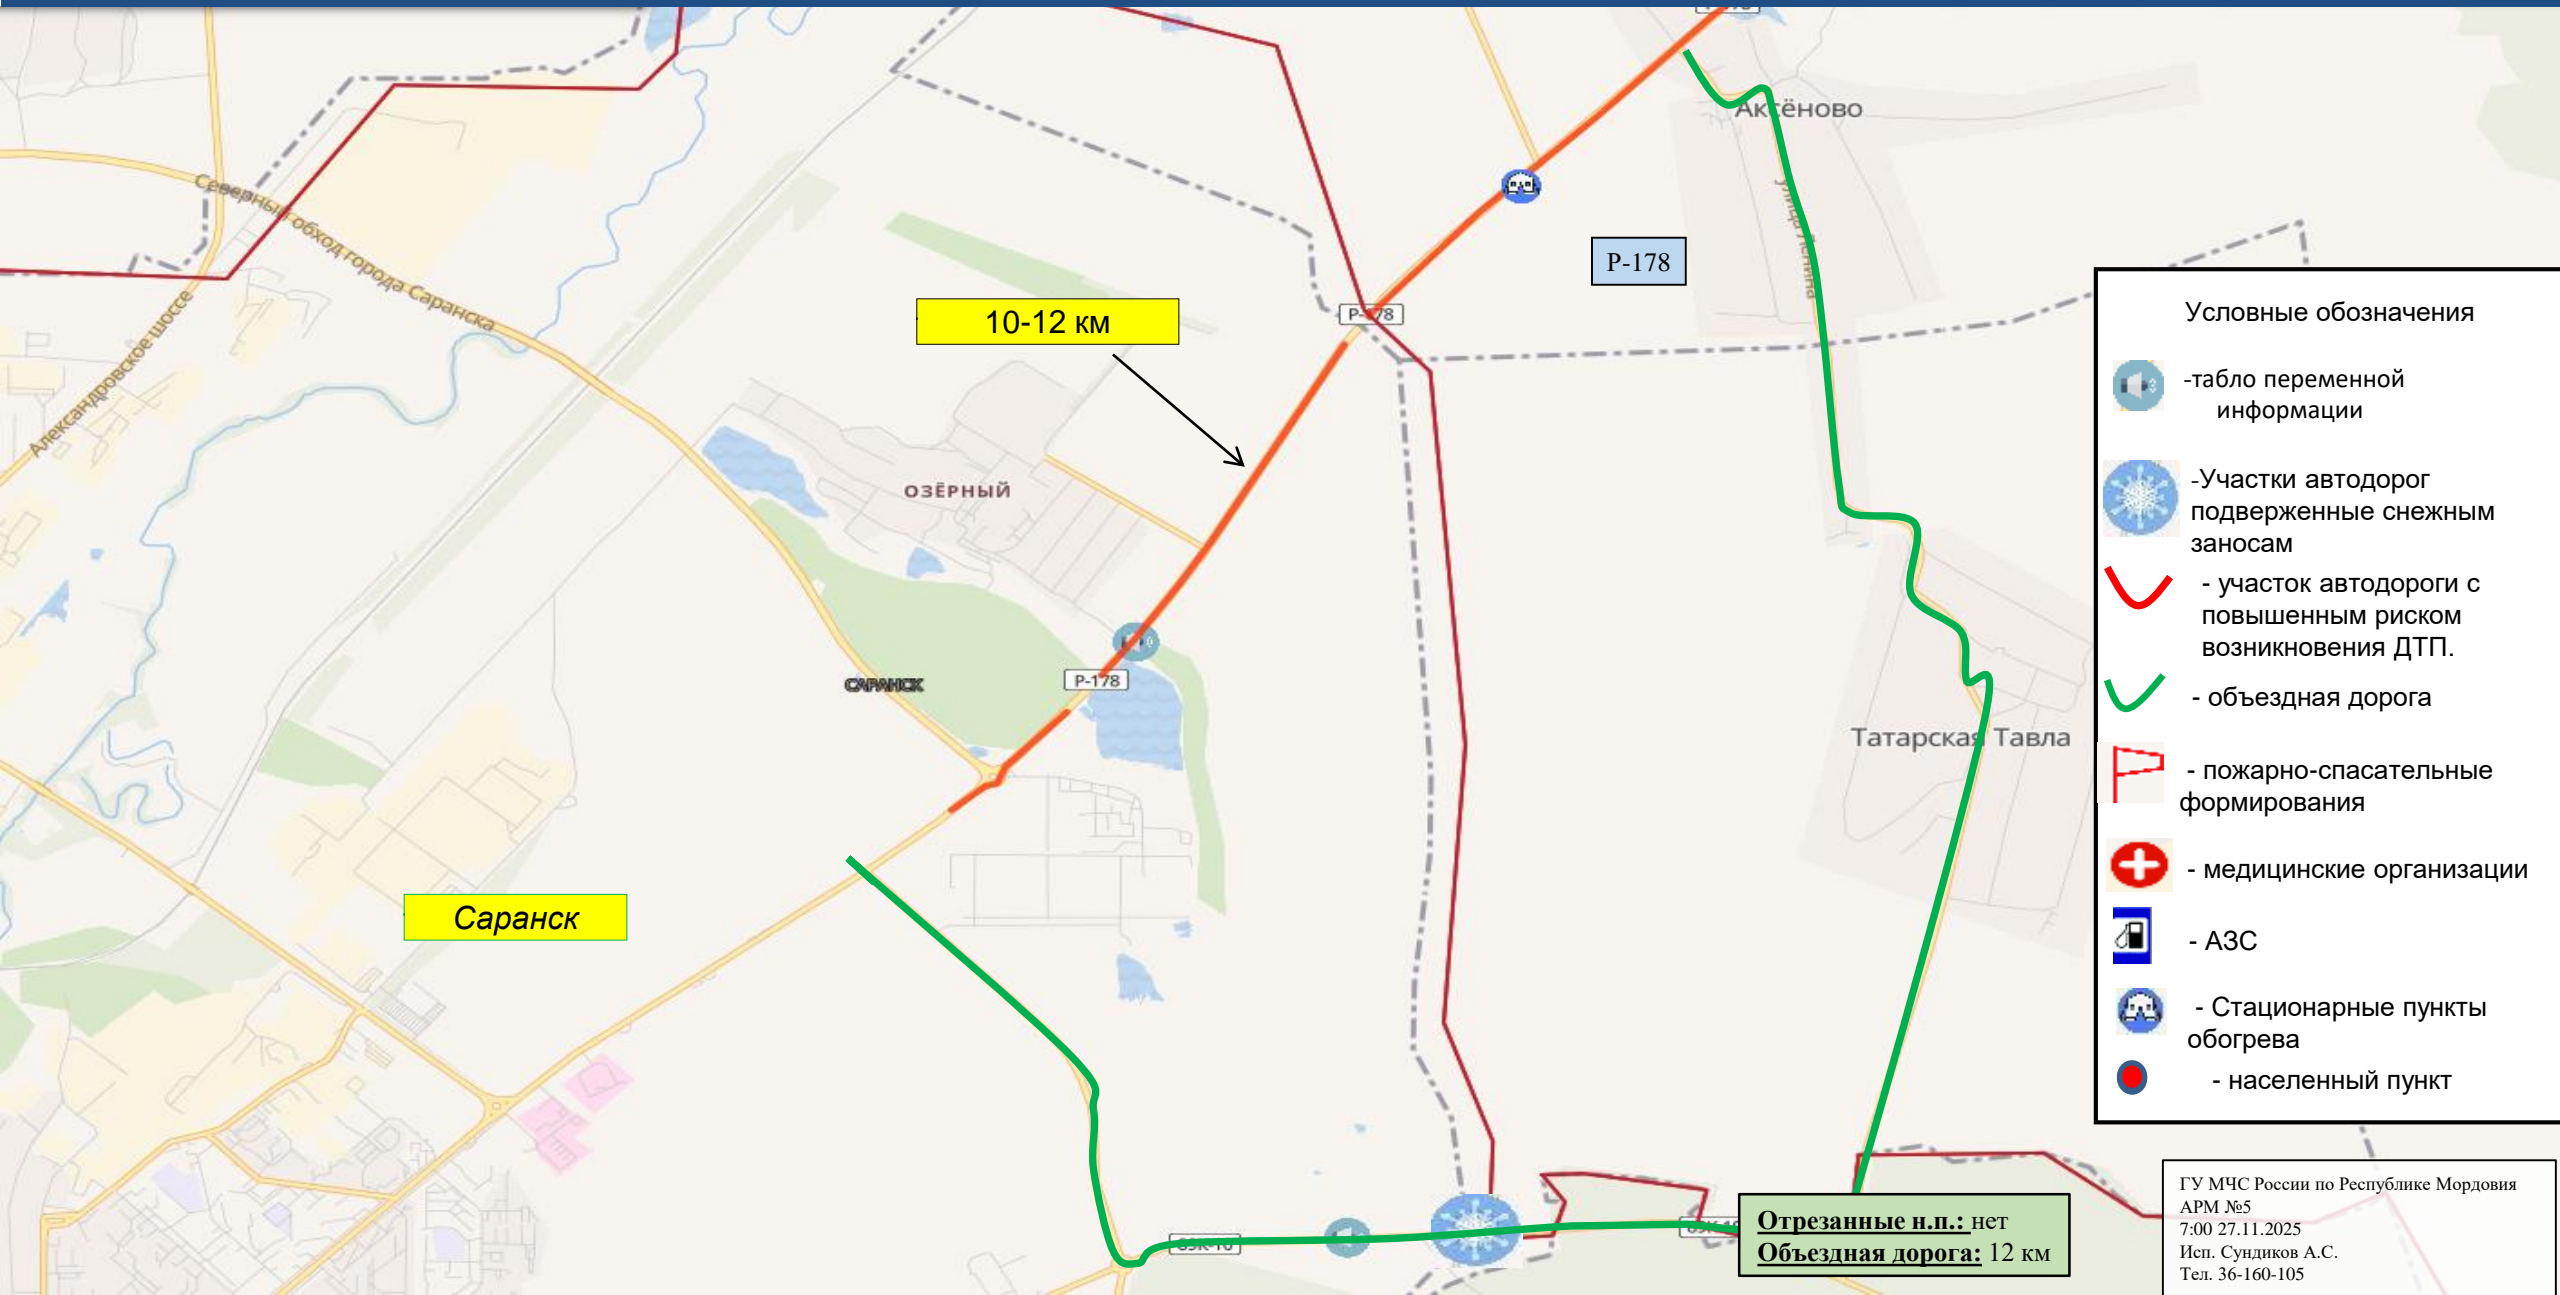 Аксёново
улица Ленина
Северный обход города Саранска
Александровское шоссе
Р-178
10-12 км
ОЗЁРНЫЙ
Р-178
САРАНСК
Татарская Тавла
Саранск
Отрезанные н.п.: нет
Объездная дорога: 12 км
Условные обозначения
-табло переменной
информации
-Участки автодорог
подверженные снежным
заносам
- участок автодороги с
повышенным риском
возникновения ДТП.
- объездная дорога
- пожарно-спасательные
формирования
- медицинские организации
- АЗС
- Стационарные пункты
обогрева
- населенный пункт
ГУ МЧС России по Республике Мордовия
АРМ №5
7:00 27.11.2025
Исп. Сундиков А.С.
Тел. 36-160-105